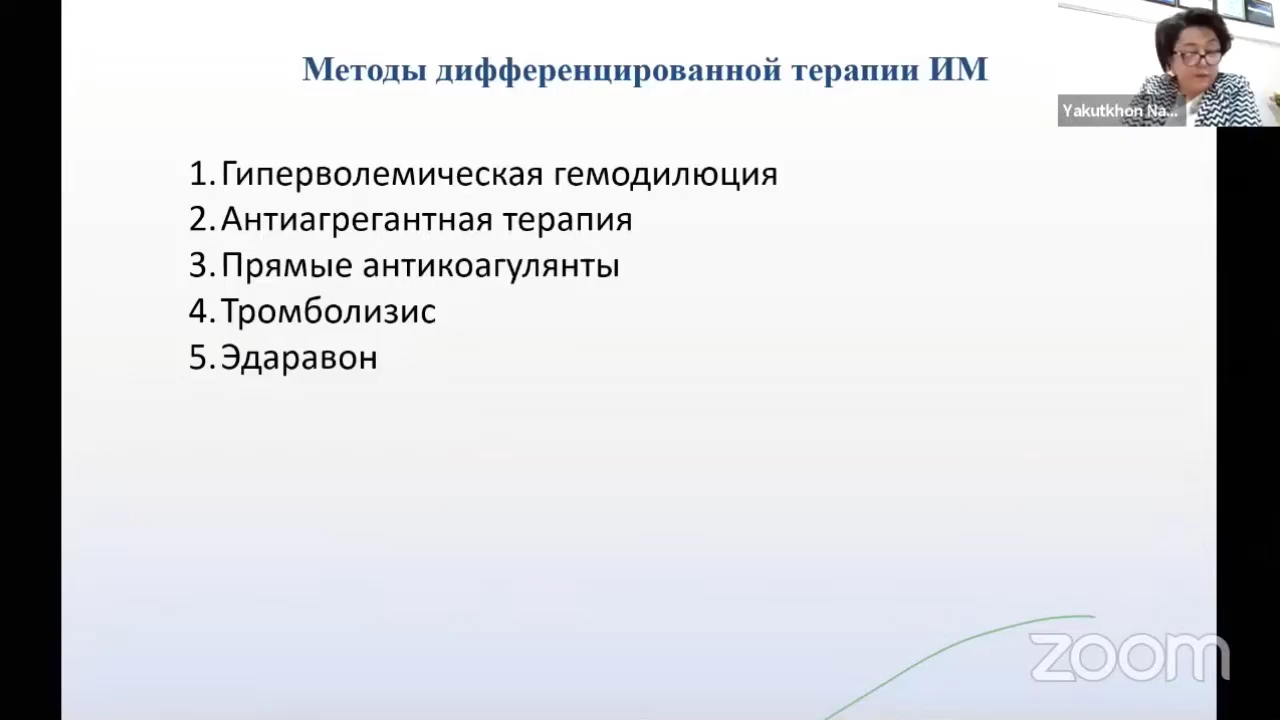 Методы дифференцированной терапии ИМ
Yakutkhon Na...
1. Гиперволемическая гемодилюция
2. Антиагрегантная терапия
3. Прямые антикоагулянты
4. Тромболизис
5. Эдаравон
zoom